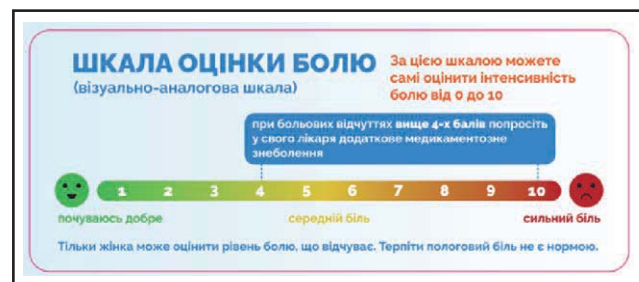 ШКАЛА ОЦІНКИ БОЛЮ
(візуально-аналогова шкала)
За цією шкалою можете
самі оцінити інтенсивність
болю від 0 до 10
при больових відчуттях вище 4-х балів попросіть
у свого лікаря додаткове медикаментозне
знеболення
1 2 3 4 5 6 7 8 9 10
почуваюсь добре середній біль сильний біль
Тільки жінка може оцінити рівень болю, що відчуває. Терпіти пологовий біль не є нормою.